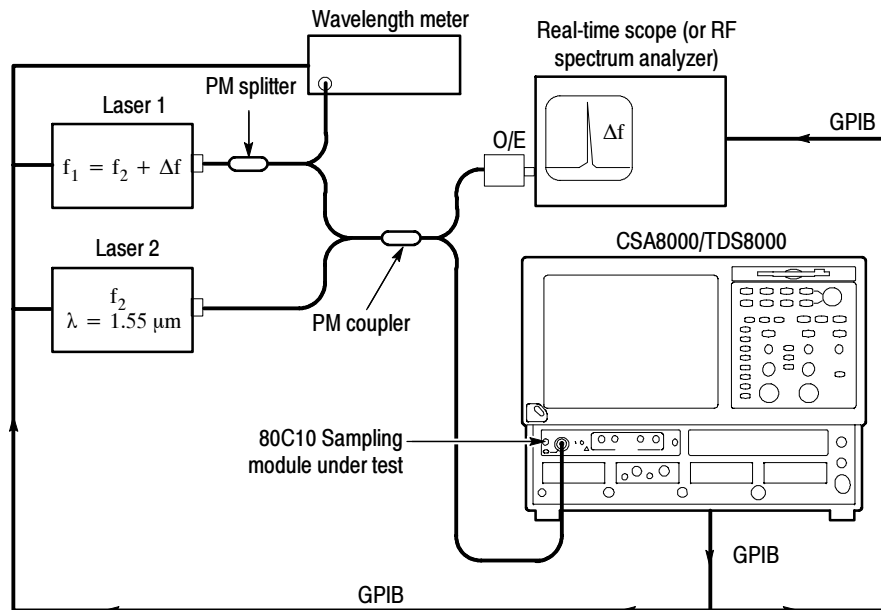 Wavelength meter
Real-time scope (or RF
spectrum analyzer)
PM splitter
Laser 1
f₁ = f₂ + Δf
O/E
Δf
GPIB
Laser 2
f₂
λ = 1.55 µm
PM coupler
CSA8000/TDS8000
80C10 Sampling
module under test
GPIB
GPIB